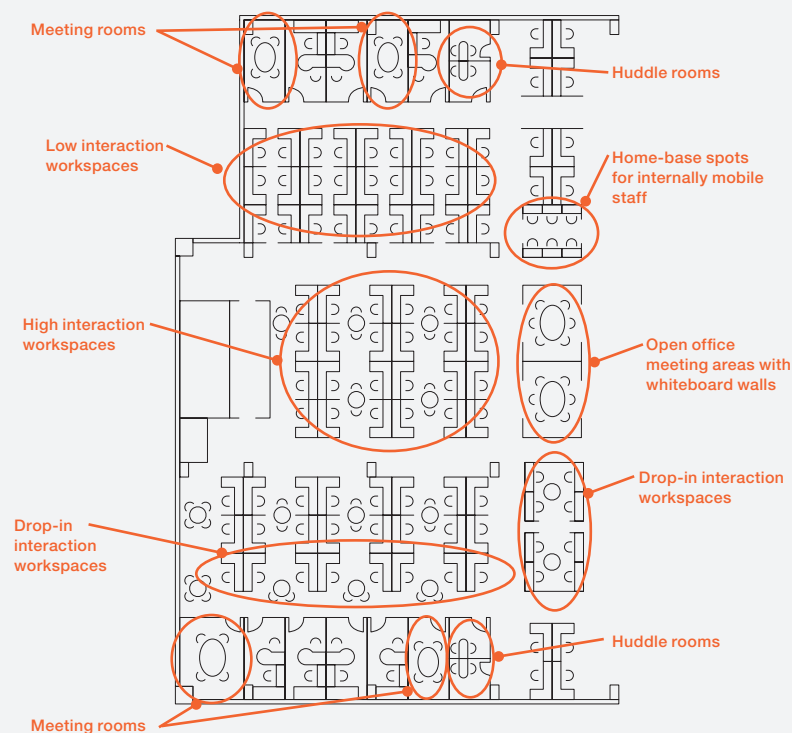 Meeting rooms
Huddle rooms
Low interaction
workspaces
Home-base spots
for internally mobile
staff
High interaction
workspaces
Open office
meeting areas with
whiteboard walls
Drop-in interaction
workspaces
Drop-in
interaction
workspaces
Huddle rooms
Meeting rooms